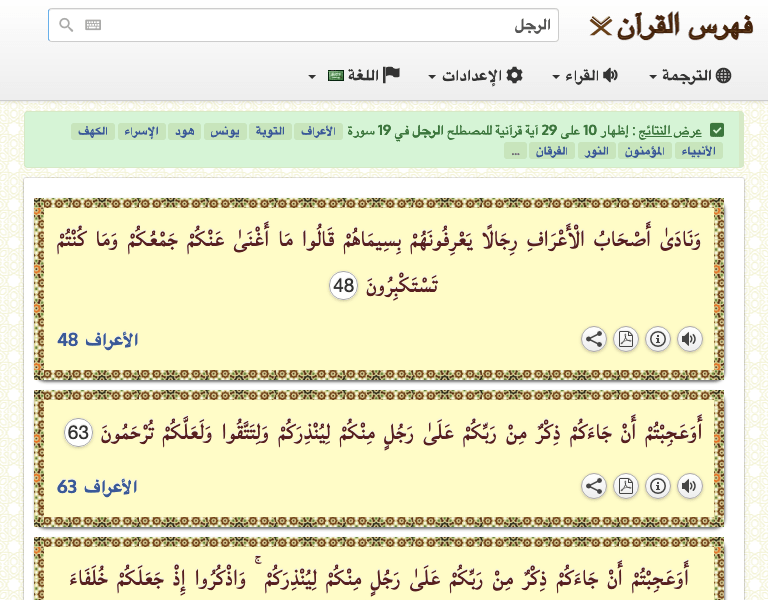 فهرس القرآن
الرجل
الترجمة القراء الإعدادات اللغة
عرض النتائج : إظهار 10 على 29 آية قرآنية للمصطلح الرجل في 19 سورة الأعراف التوبة يونس هود الإسراء الكهف
الأنبياء المؤمنون النور الفرقان ...
وَنَادَىٰ أَصْحَابُ الْأَعْرَافِ رِجَالًا يَعْرِفُونَهُمْ بِسِيمَاهُمْ قَالُوا مَا أَغْنَىٰ عَنْكُمْ جَمْعُكُمْ وَمَا كُنْتُمْ
تَسْتَكْبِرُونَ 48
الأعراف 48
أَوَعَجِبْتُمْ أَنْ جَاءَكُمْ ذِكْرٌ مِنْ رَبِّكُمْ عَلَىٰ رَجُلٍ مِنْكُمْ لِيُنْذِرَكُمْ وَلِتَتَّقُوا وَلَعَلَّكُمْ تُرْحَمُونَ 63
الأعراف 63
أَوَعَجِبْتُمْ أَنْ جَاءَكُمْ ذِكْرٌ مِنْ رَبِّكُمْ عَلَىٰ رَجُلٍ مِنْكُمْ لِيُنْذِرَكُمْ ۚ وَاذْكُرُوا إِذْ جَعَلَكُمْ خُلَفَاءَ